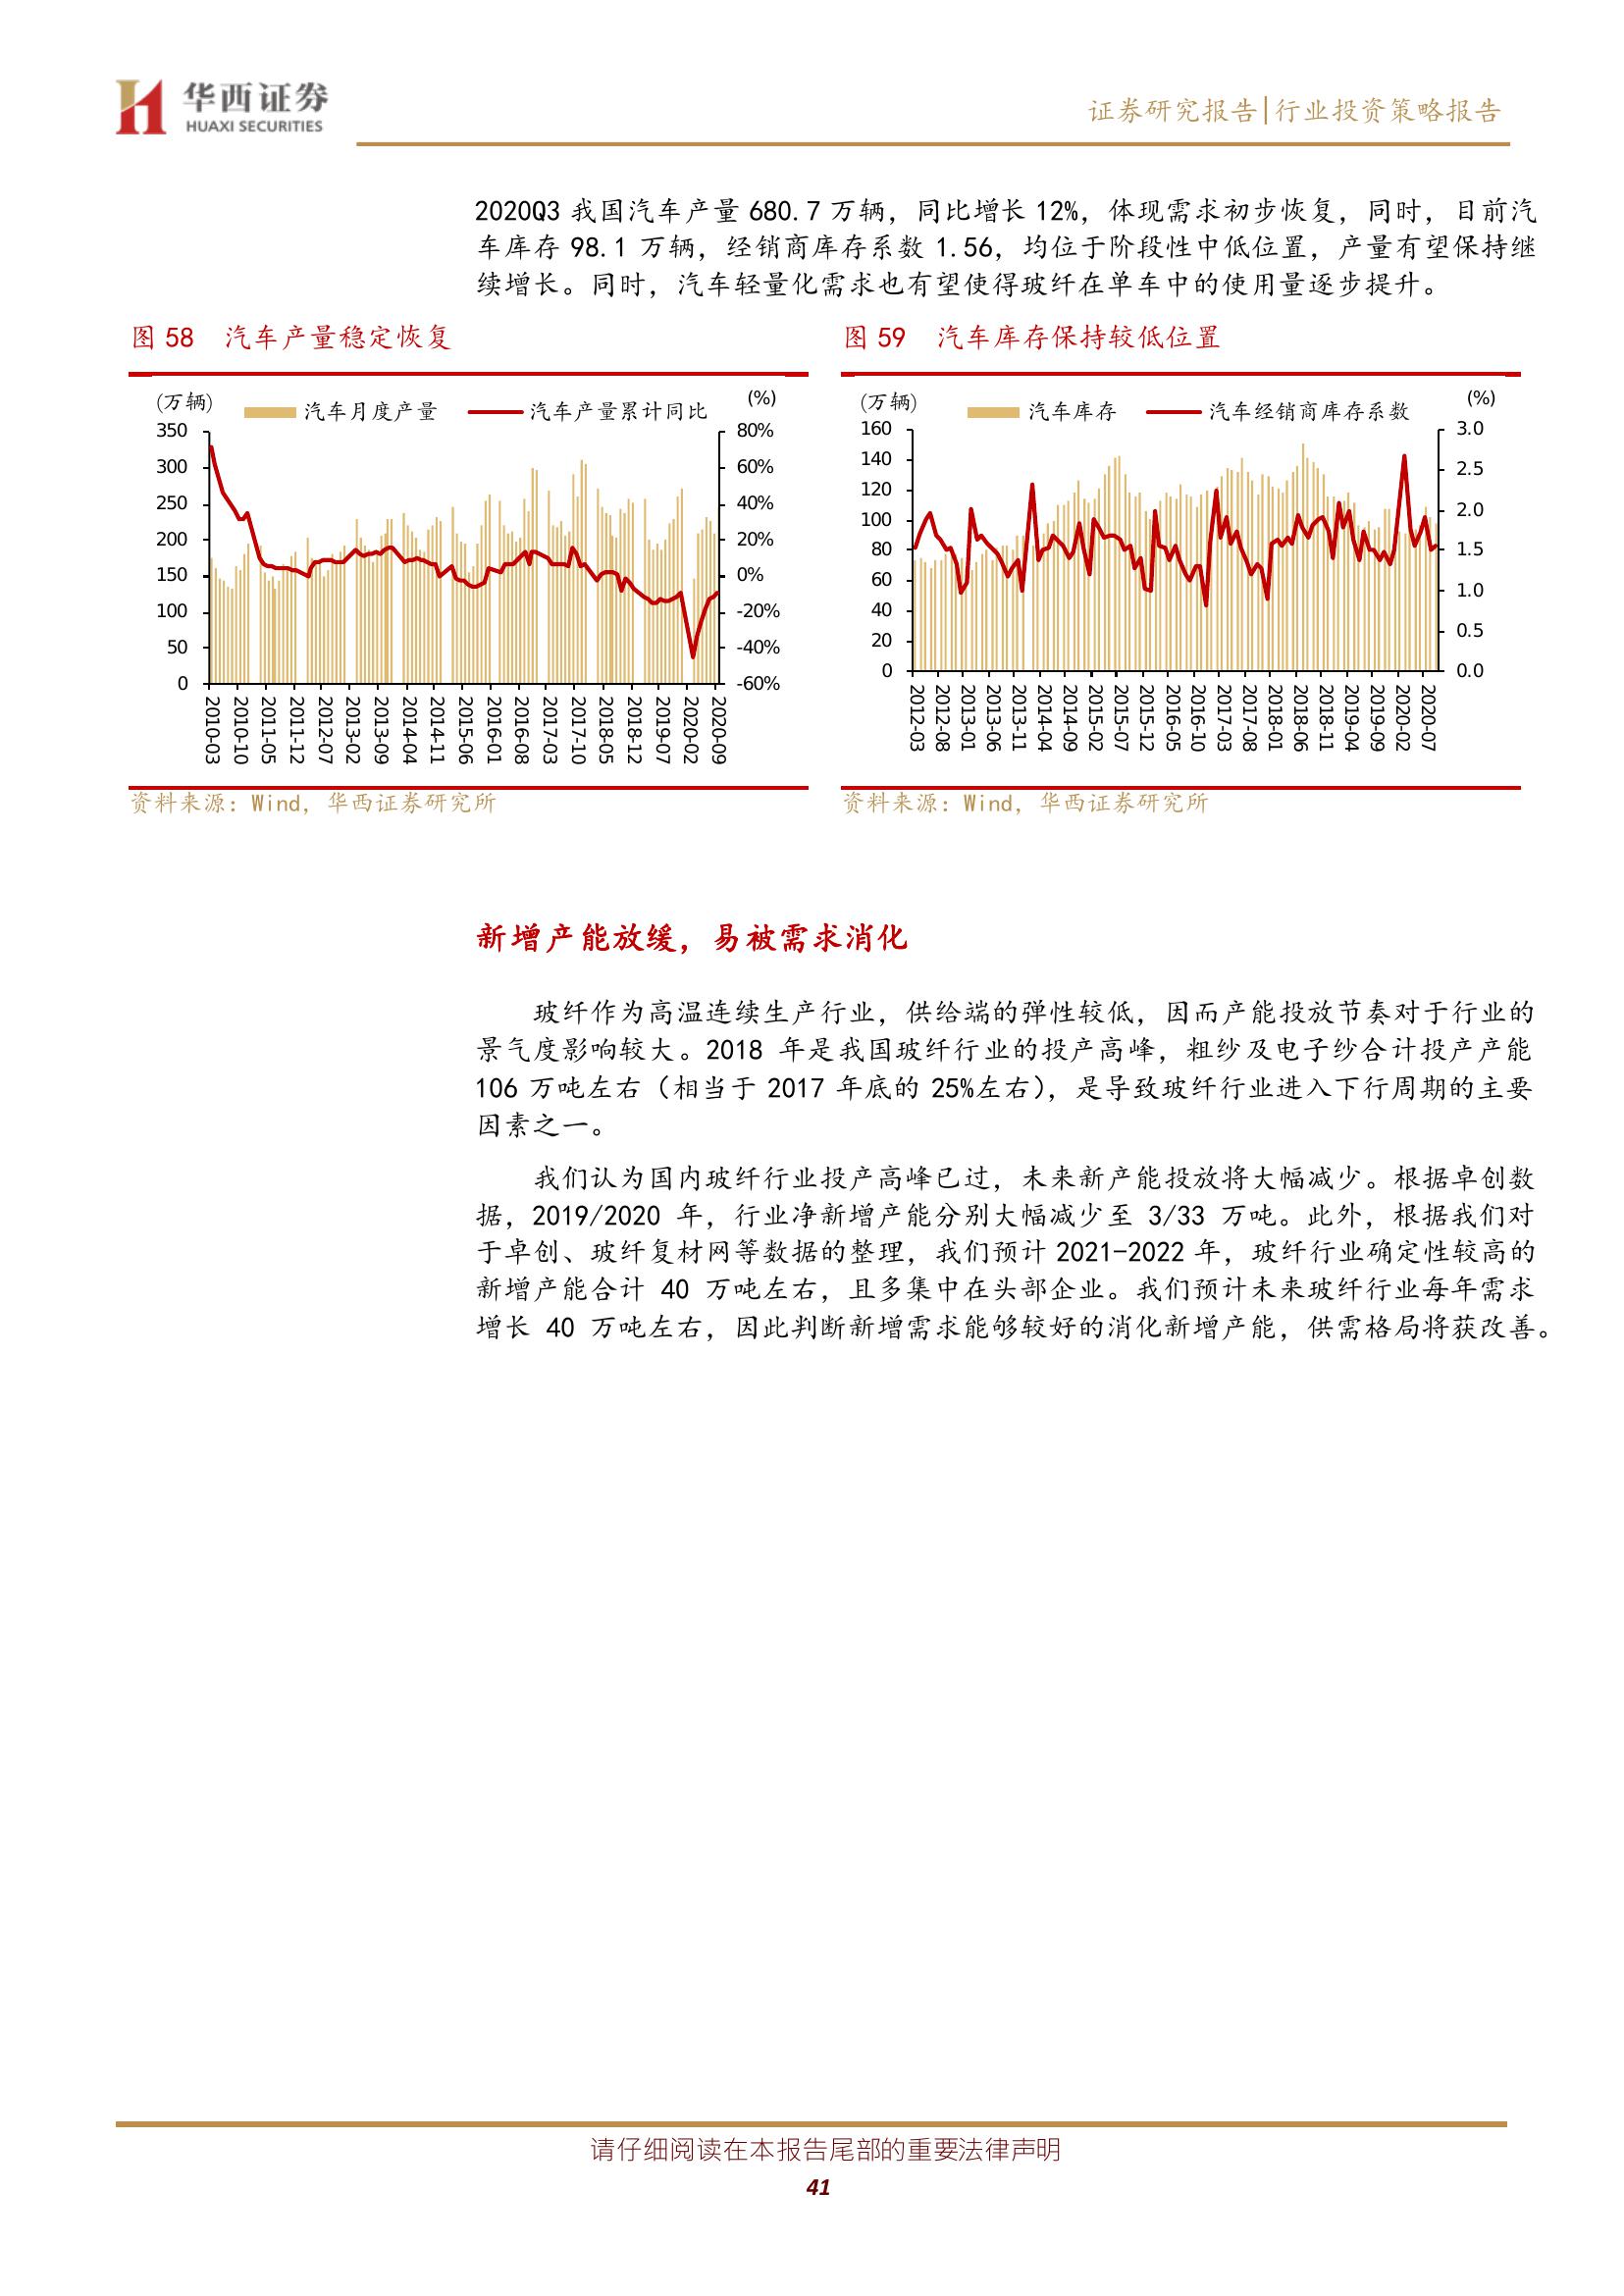 华西证券
HUAXI SECURITIES
证券研究报告|行业投资策略报告
2020Q3 我国汽车产量 680.7 万辆，同比增长 12%，体现需求初步恢复，同时，目前汽
车库存 98.1 万辆，经销商库存系数 1.56，均位于阶段性中低位置，产量有望保持继
续增长。同时，汽车轻量化需求也有望使得玻纤在单车中的使用量逐步提升。
图 58 汽车产量稳定恢复
(万辆) 汽车月度产量 汽车产量累计同比 (%)
350 80%
300 60%
250 40%
200 20%
150 0%
100 -20%
50 -40%
0 -60%
2010-03 2010-10 2011-05 2011-12 2012-07 2013-02 2013-09 2014-04 2014-11 2015-06 2016-01 2016-08 2017-03 2017-10 2018-05 2018-12 2019-07 2020-02 2020-09
资料来源：Wind，华西证券研究所
图 59 汽车库存保持较低位置
(万辆) 汽车库存 汽车经销商库存系数 (%)
160 3.0
140 2.5
120 2.0
100 1.5
80 1.0
60 0.5
40 0.0
20
0
2012-03 2012-08 2013-01 2013-06 2013-11 2014-04 2014-09 2015-02 2015-07 2015-12 2016-05 2016-10 2017-03 2017-08 2018-01 2018-06 2018-11 2019-04 2019-09 2020-02 2020-07
资料来源：Wind，华西证券研究所
新增产能放缓，易被需求消化
玻纤作为高温连续生产行业，供给端的弹性较低，因而产能投放节奏对于行业的
景气度影响较大。2018 年是我国玻纤行业的投产高峰，粗纱及电子纱合计投产产能
106 万吨左右（相当于 2017 年底的 25%左右），是导致玻纤行业进入下行周期的主要
因素之一。
我们认为国内玻纤行业投产高峰已过，未来新产能投放将大幅减少。根据卓创数
据，2019/2020 年，行业净新增产能分别大幅减少至 3/33 万吨。此外，根据我们对
于卓创、玻纤复材网等数据的整理，我们预计 2021-2022 年，玻纤行业确定性较高的
新增产能合计 40 万吨左右，且多集中在头部企业。我们预计未来玻纤行业每年需求
增长 40 万吨左右，因此判断新增需求能够较好的消化新增产能，供需格局将获改善。
请仔细阅读在本报告尾部的重要法律声明
41